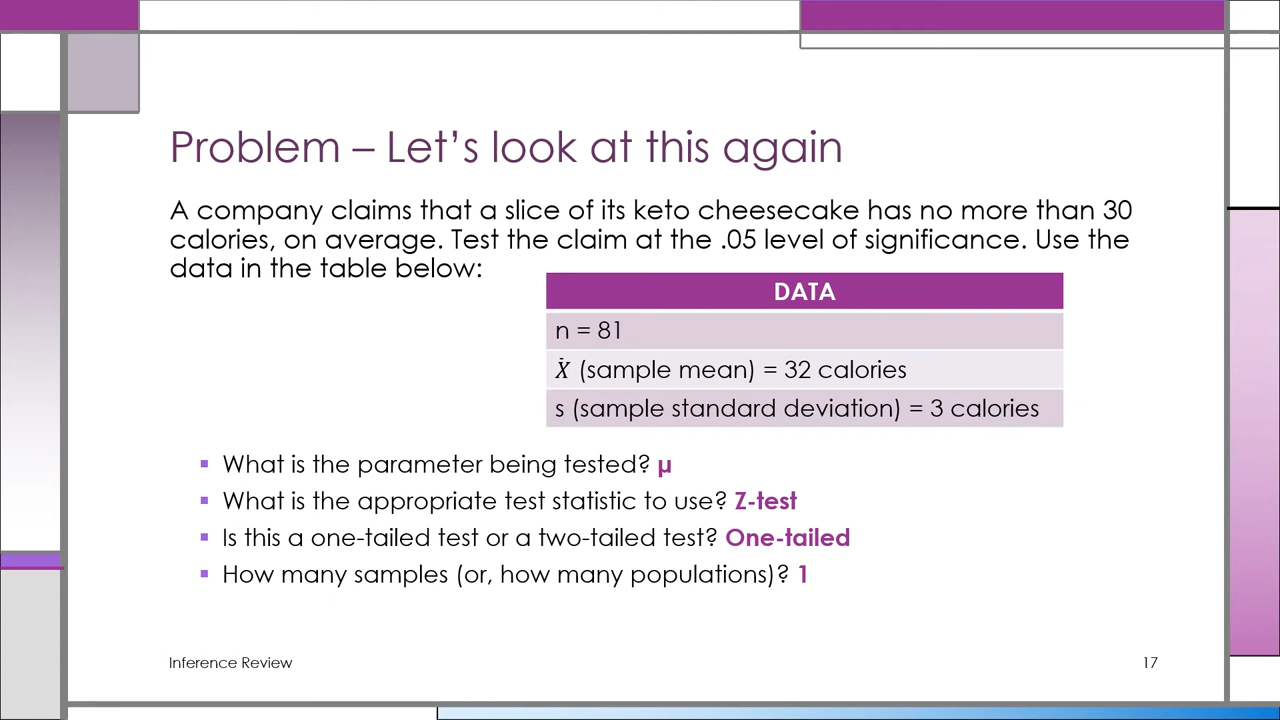 Problem – Let’s look at this again
A company claims that a slice of its keto cheesecake has no more than 30
calories, on average. Test the claim at the .05 level of significance. Use the
data in the table below:
DATA
n = 81
X̄ (sample mean) = 32 calories
s (sample standard deviation) = 3 calories
▪ What is the parameter being tested? μ
▪ What is the appropriate test statistic to use? Z-test
▪ Is this a one-tailed test or a two-tailed test? One-tailed
▪ How many samples (or, how many populations)? 1
Inference Review
17